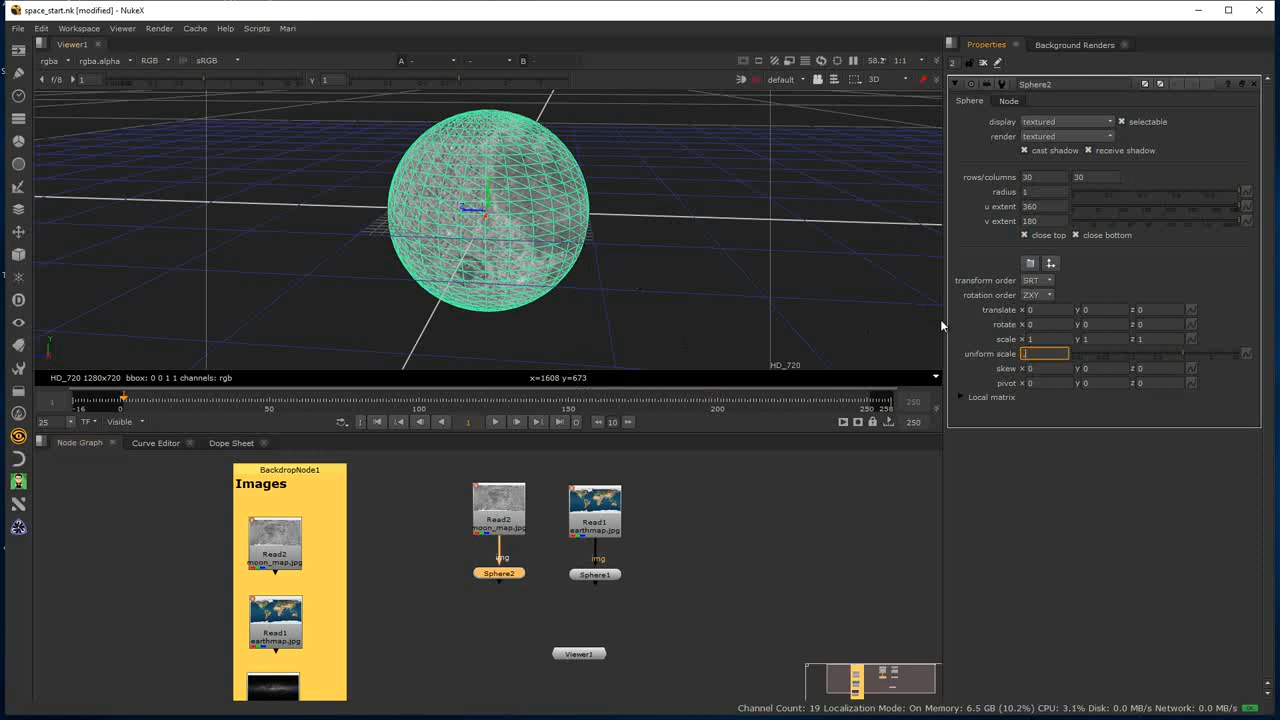 space_start.nk [modified] - NukeX
File Edit Workspace Viewer Render Cache Help Scripts Mari
Viewer1
rgba rgba.alpha RGB sRGB A - - B - 58.2 1:1
f/8 1 Y 1 default 3D
HD_720
HD_720 1280x720 bbox: 0 0 1 1 channels: rgb x=1608 y=673
1 -16 0 50 100 150 200 250 258 250
25 TF Visible 1 10 250
Node Graph Curve Editor Dope Sheet
BackdropNode1
Images
Read2
moon_map.jpg
Read1
earthmap.jpg
Read2
moon_map.jpg
img
Sphere2
Read1
earthmap.jpg
img
Sphere1
Viewer1
Properties Background Renders
2
Sphere2
Sphere Node
display textured selectable
render textured
cast shadow receive shadow
rows/columns 30 30
radius 1
u extent 360
v extent 180
close top close bottom
transform order SRT
rotation order ZXY
translate x 0 y 0 z 0
rotate x 0 y 0 z 0
scale x 1 y 1 z 1
uniform scale
skew x 0 y 0 z 0
pivot x 0 y 0 z 0
Local matrix
Channel Count: 19 Localization Mode: On Memory: 6.5 GB (10.2%) CPU: 3.1% Disk: 0.0 MB/s Network: 0.0 MB/s